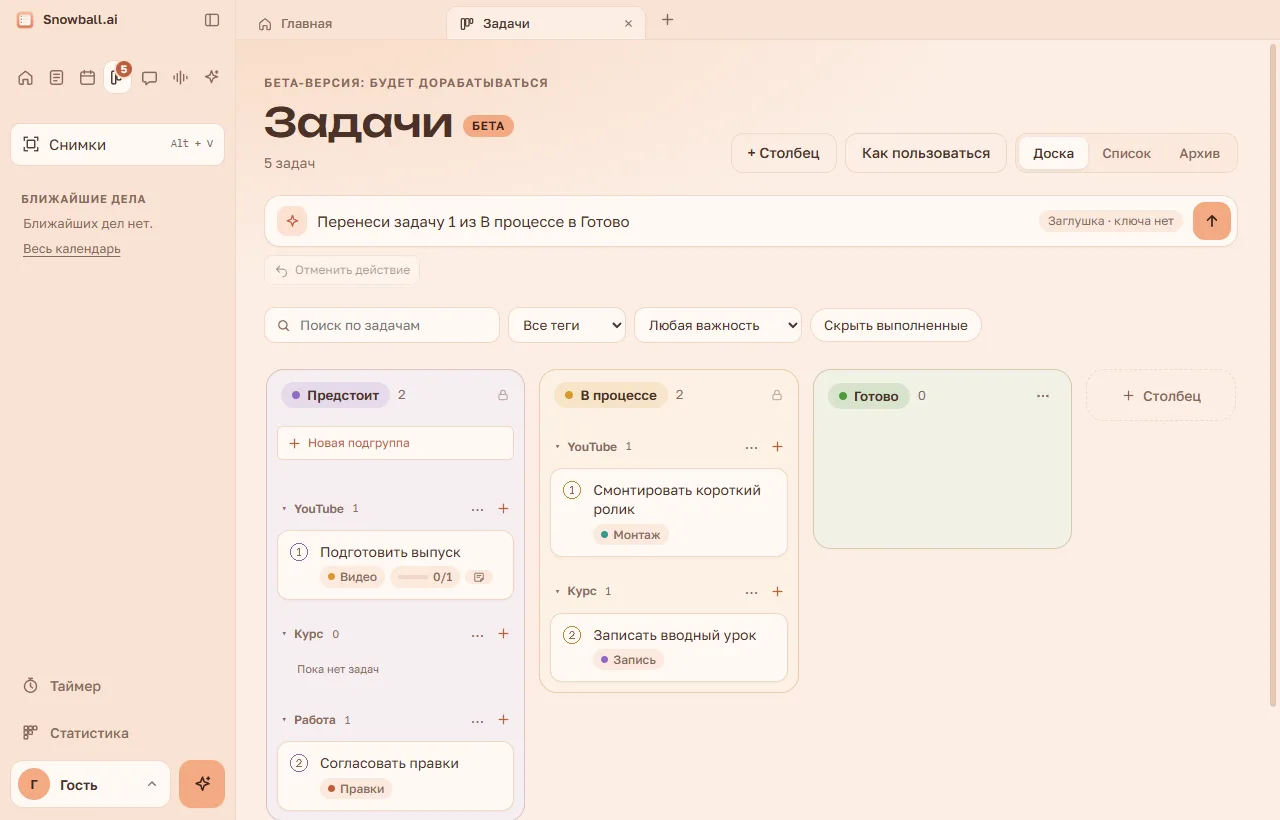 Snowball.ai
Главная
Задачи
5
Снимки
Alt + V
БЛИЖАЙШИЕ ДЕЛА
Ближайших дел нет.
Весь календарь
БЕТА-ВЕРСИЯ: БУДЕТ ДОРАБАТЫВАТЬСЯ
Задачи
БЕТА
5 задач
+ Столбец
Как пользоваться
Доска
Список
Архив
Перенеси задачу 1 из В процессе в Готово
Заглушка · ключа нет
Отменить действие
Поиск по задачам
Все теги
Любая важность
Скрыть выполненные
Предстоит 2
+ Новая подгруппа
YouTube 1
1 Подготовить выпуск
Видео
0/1
Курс 0
Пока нет задач
Работа 1
2 Согласовать правки
Правки
В процессе 2
YouTube 1
1 Смонтировать короткий
ролик
Монтаж
Курс 1
2 Записать вводный урок
Запись
Готово 0
+ Столбец
Таймер
Статистика
Г Гость